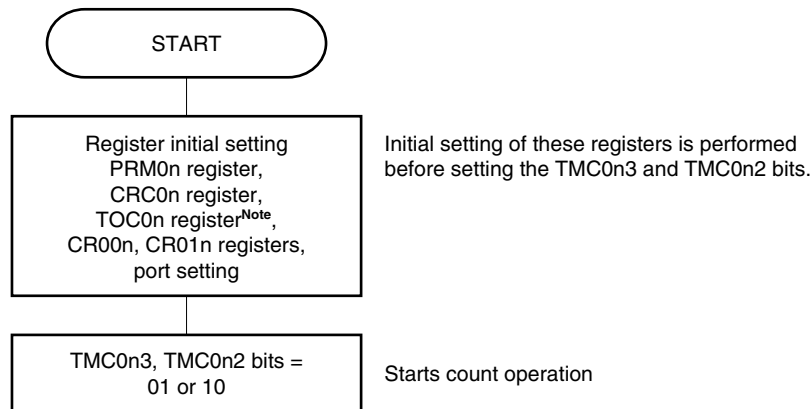 START
Register initial setting
PRM0n register,
CRC0n register,
TOC0n registerNote,
CR00n, CR01n registers,
port setting
Initial setting of these registers is performed
before setting the TMC0n3 and TMC0n2 bits.
TMC0n3, TMC0n2 bits =
01 or 10
Starts count operation